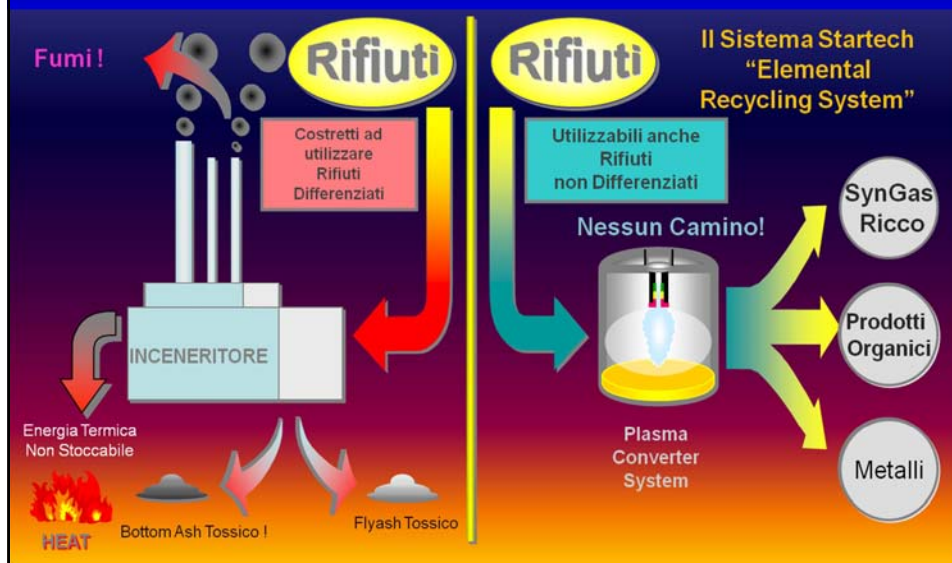 Fumi !
Rifiuti
Costretti ad
utilizzare
Rifiuti
Differenziati
INCENERITORE
Energia Termica
Non Stoccabile
HEAT
Bottom Ash Tossico !
Flyash Tossico
Rifiuti
Il Sistema Startech
“Elemental
Recycling System”
Utilizzabili anche
Rifiuti
non Differenziati
Nessun Camino!
Plasma
Converter
System
SynGas
Ricco
Prodotti
Organici
Metalli